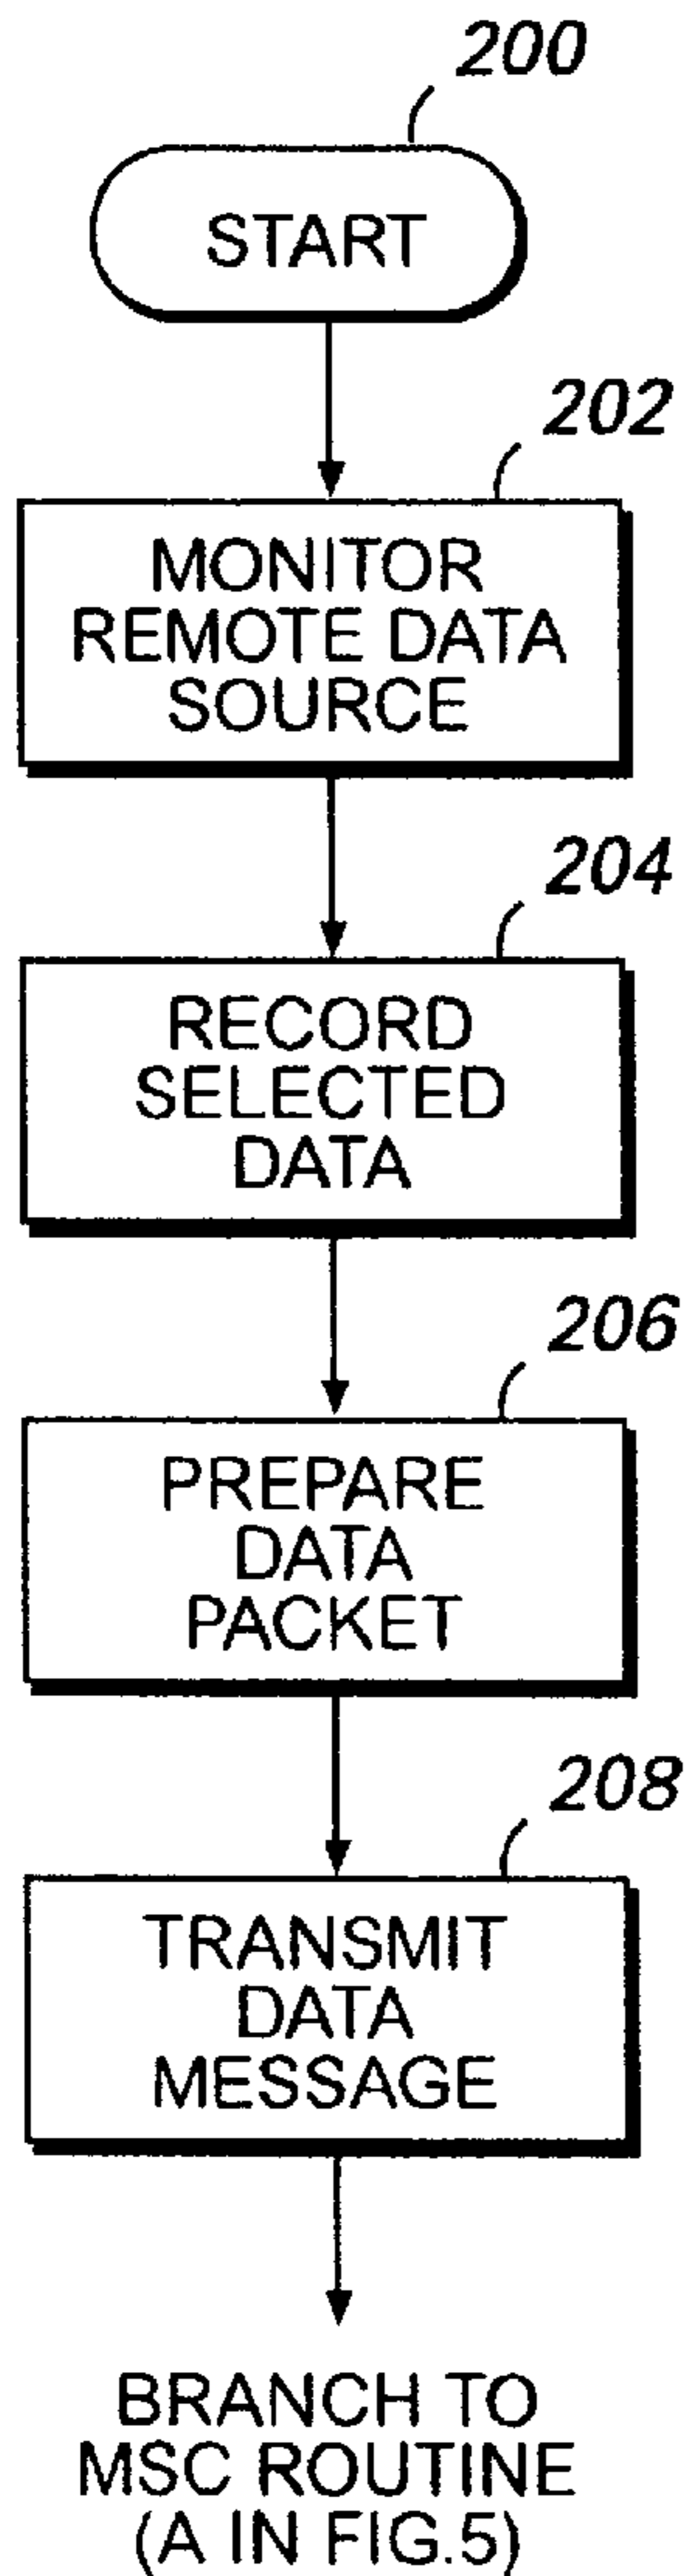 200
START
202
MONITOR
REMOTE DATA
SOURCE
204
RECORD
SELECTED
DATA
206
PREPARE
DATA
PACKET
208
TRANSMIT
DATA
MESSAGE
BRANCH TO
MSC ROUTINE
(A IN FIG.5)